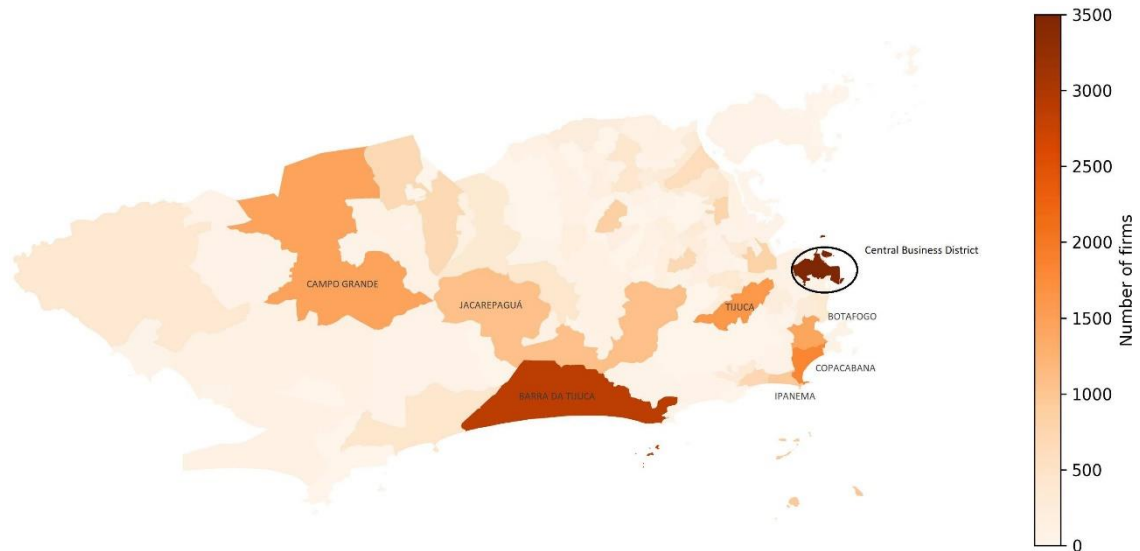 3500
3000
2500
2000
1500
1000
500
0
Number of firms
Central Business District
CAMPO GRANDE
JACAREPAGUÁ
TIJUCA
BOTAFOGO
COPACABANA
IPANEMA
BARRA DA TIJUCA